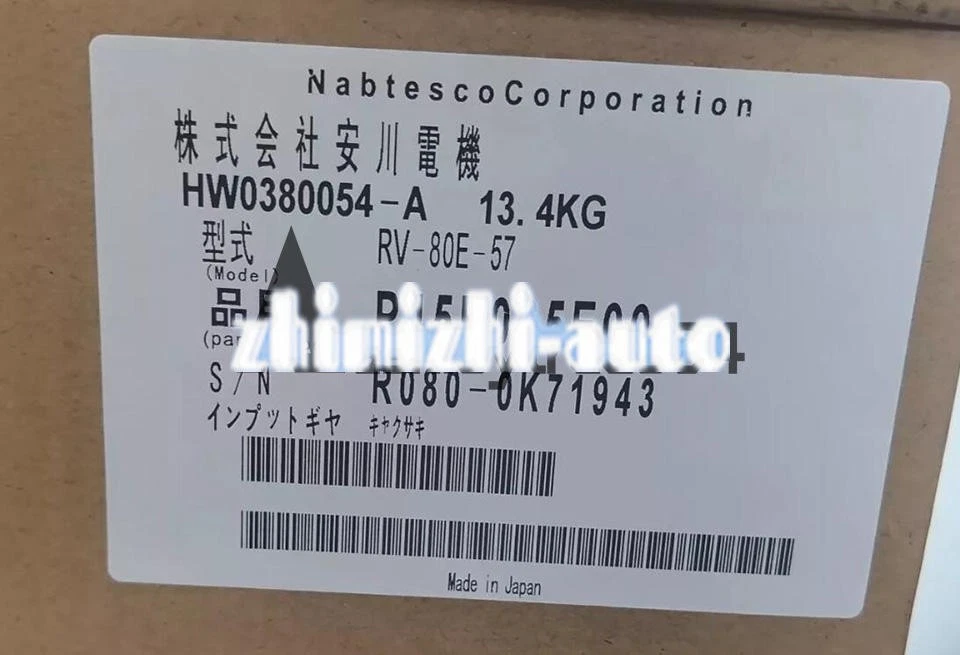 NabtescoCorporation
株式会社安川電機
HW0380054-A 13.4KG
型式 RV-80E-57
(Model)
品
zhimizhi-auto
S/N R080-0K71943
インプットギヤ キャクサキ
Made in Japan